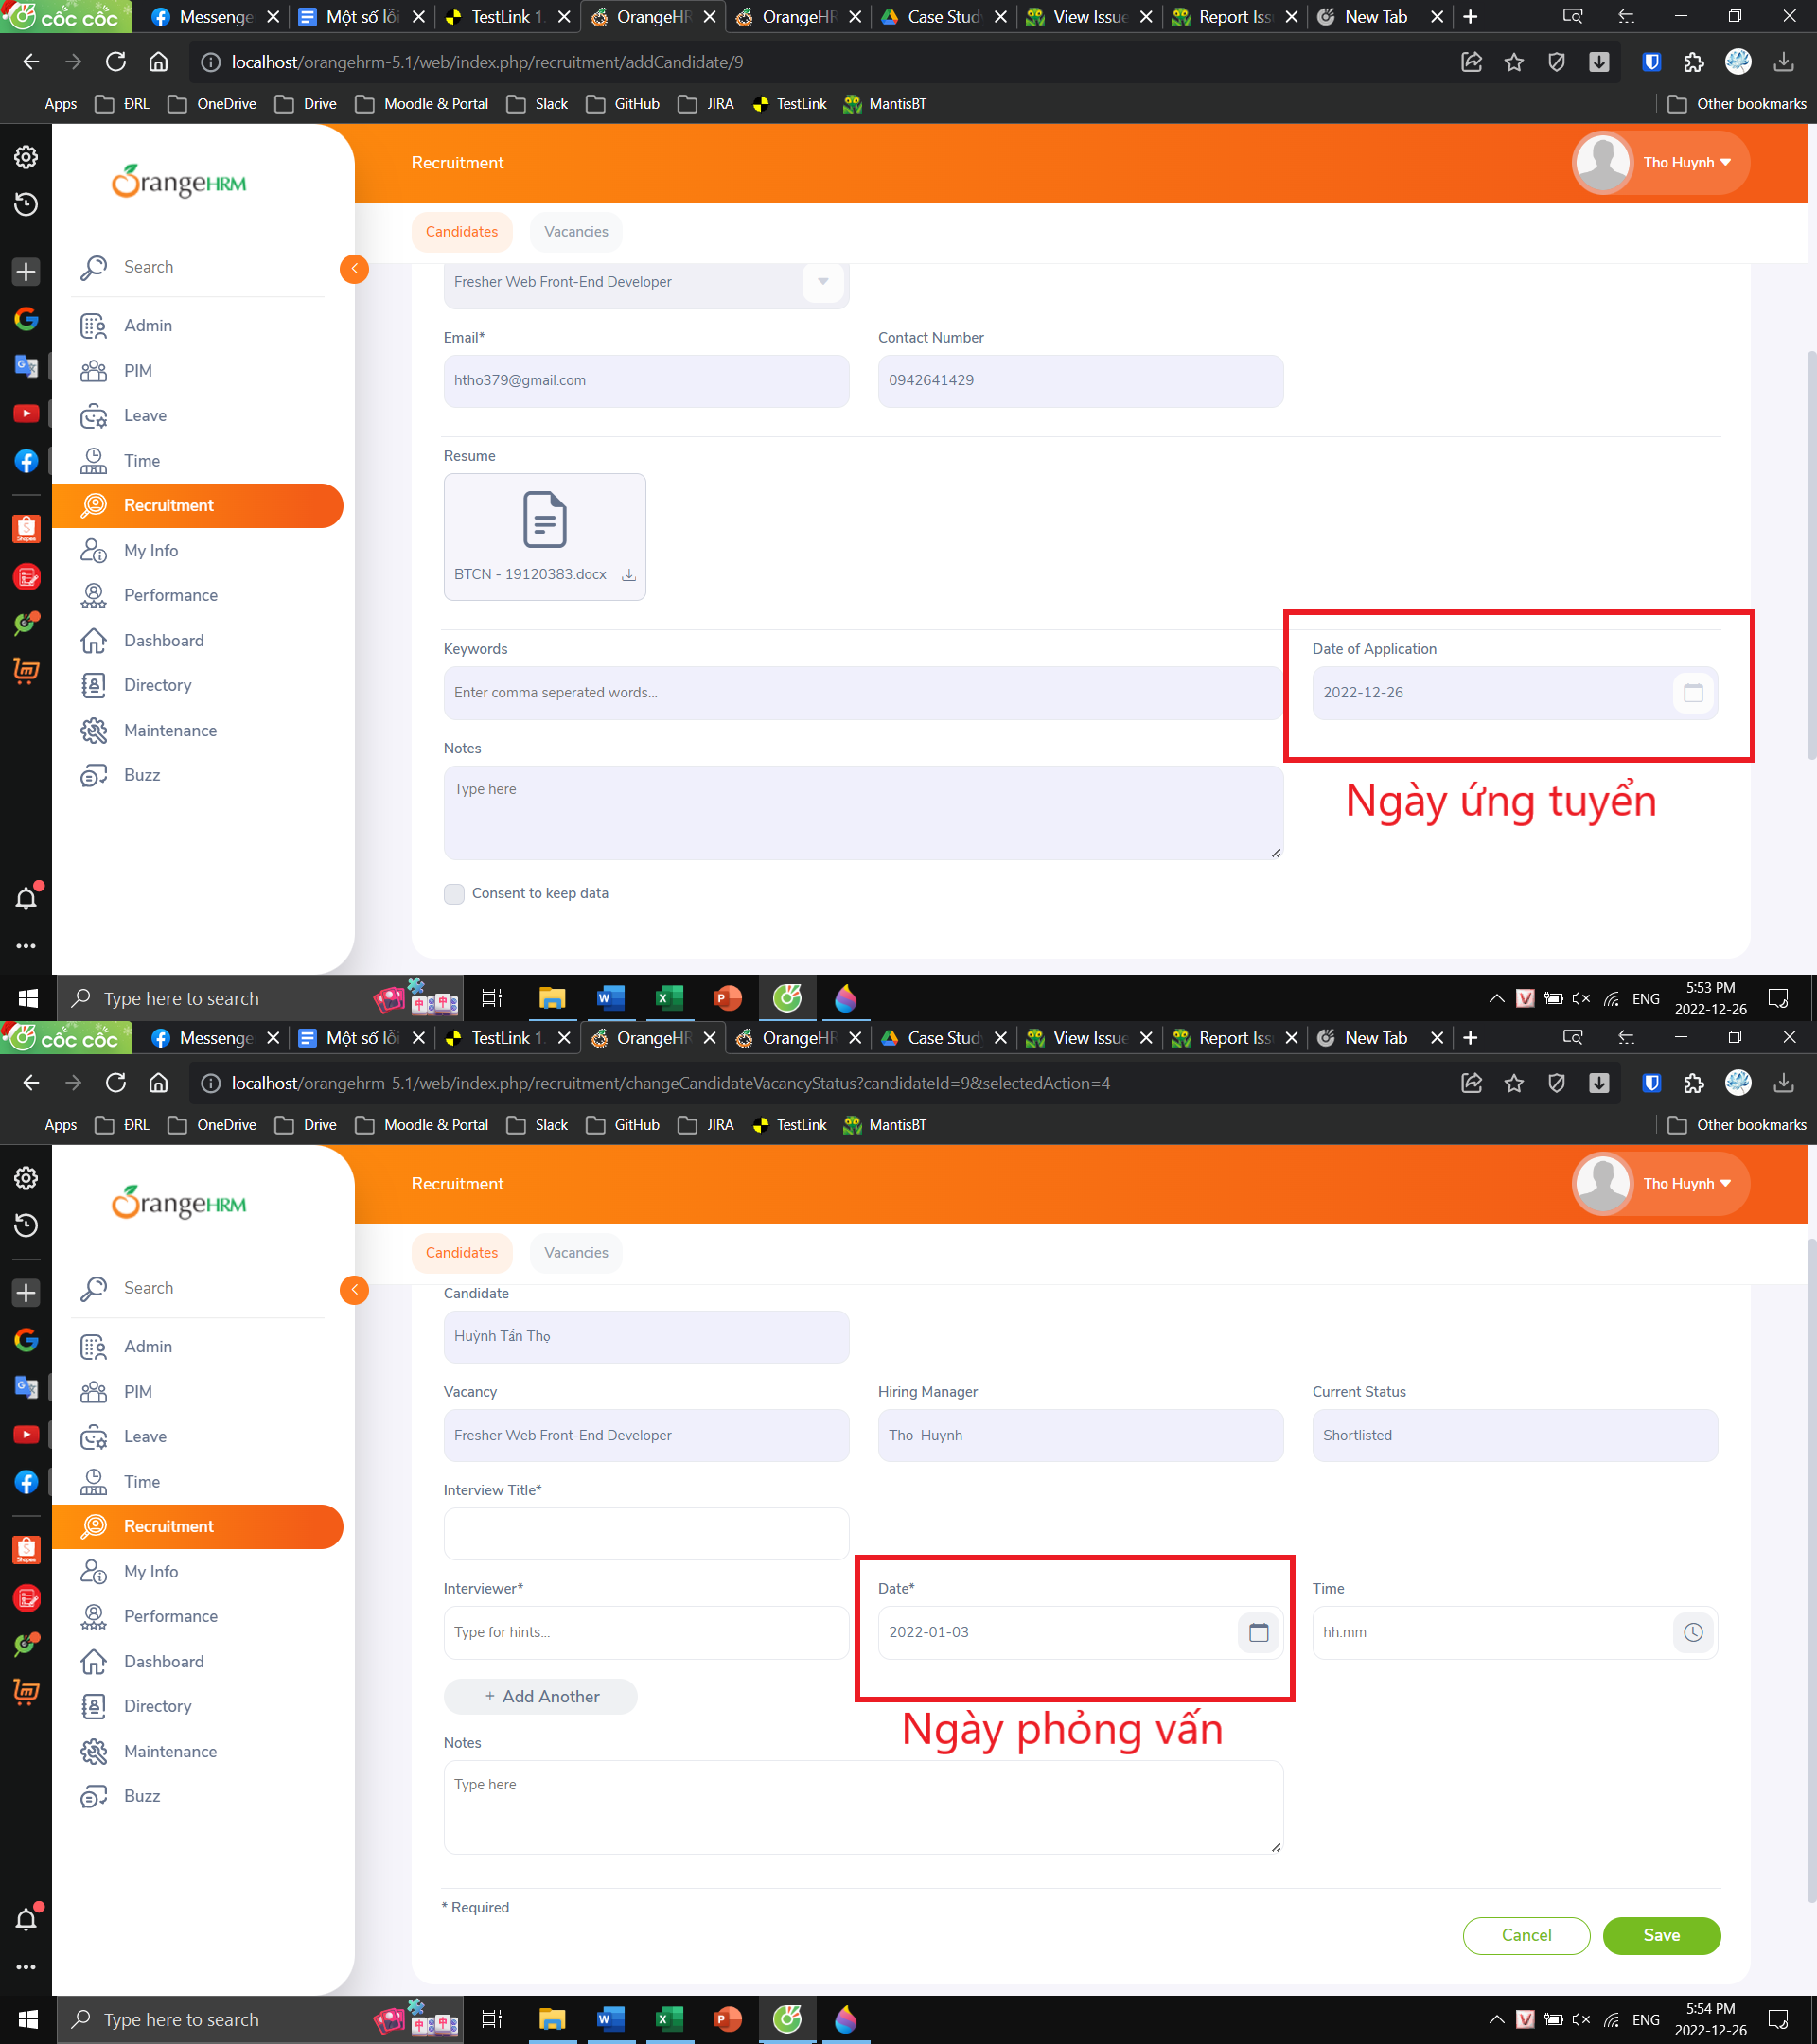 cốc cốc
Messenge
Một số lỗi
TestLink 1.
OrangeHR
OrangeHR
Case Study
View Issue
Report Iss
New Tab
localhost/orangehrm-5.1/web/index.php/recruitment/addCandidate/9
Apps ĐRL OneDrive Drive Moodle & Portal Slack GitHub JIRA TestLink MantisBT Other bookmarks
OrangeHRM
Recruitment
Tho Huynh
Candidates Vacancies
Search
Admin
PIM
Leave
Time
Recruitment
My Info
Performance
Dashboard
Directory
Maintenance
Buzz
Fresher Web Front-End Developer
Email* Contact Number
htho379@gmail.com 0942641429
Resume
BTCN - 19120383.docx
Keywords Date of Application
Enter comma seperated words... 2022-12-26
Ngày ứng tuyển
Notes
Type here
Consent to keep data
Type here to search
ENG
5:53 PM
2022-12-26
cốc cốc
Messenge
Một số lỗi
TestLink 1.
OrangeHR
OrangeHR
Case Study
View Issue
Report Iss
New Tab
localhost/orangehrm-5.1/web/index.php/recruitment/changeCandidateVacancyStatus?candidateId=9&selectedAction=4
Apps ĐRL OneDrive Drive Moodle & Portal Slack GitHub JIRA TestLink MantisBT Other bookmarks
OrangeHRM
Recruitment
Tho Huynh
Candidates Vacancies
Search
Admin
PIM
Leave
Time
Recruitment
My Info
Performance
Dashboard
Directory
Maintenance
Buzz
Candidate
Huỳnh Tấn Thọ
Vacancy Hiring Manager Current Status
Fresher Web Front-End Developer Tho Huynh Shortlisted
Interview Title*
Interviewer* Date* Time
Type for hints... 2022-01-03 hh:mm
+ Add Another
Ngày phỏng vấn
Notes
Type here
* Required
Cancel Save
Type here to search
ENG
5:54 PM
2022-12-26